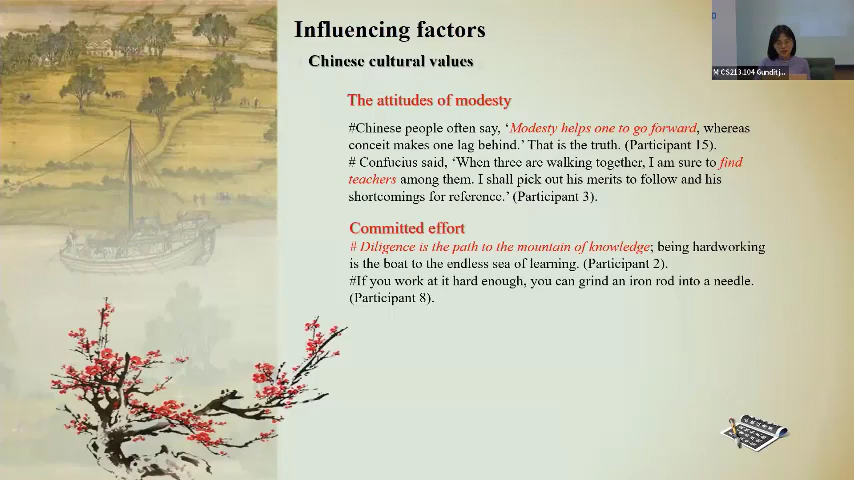 Influencing factors
Chinese cultural values
The attitudes of modesty
#Chinese people often say, ‘Modesty helps one to go forward, whereas
conceit makes one lag behind.’ That is the truth. (Participant 15).
# Confucius said, ‘When three are walking together, I am sure to find
teachers among them. I shall pick out his merits to follow and his
shortcomings for reference.’ (Participant 3).
Committed effort
# Diligence is the path to the mountain of knowledge; being hardworking
is the boat to the endless sea of learning. (Participant 2).
#If you work at it hard enough, you can grind an iron rod into a needle.
(Participant 8).